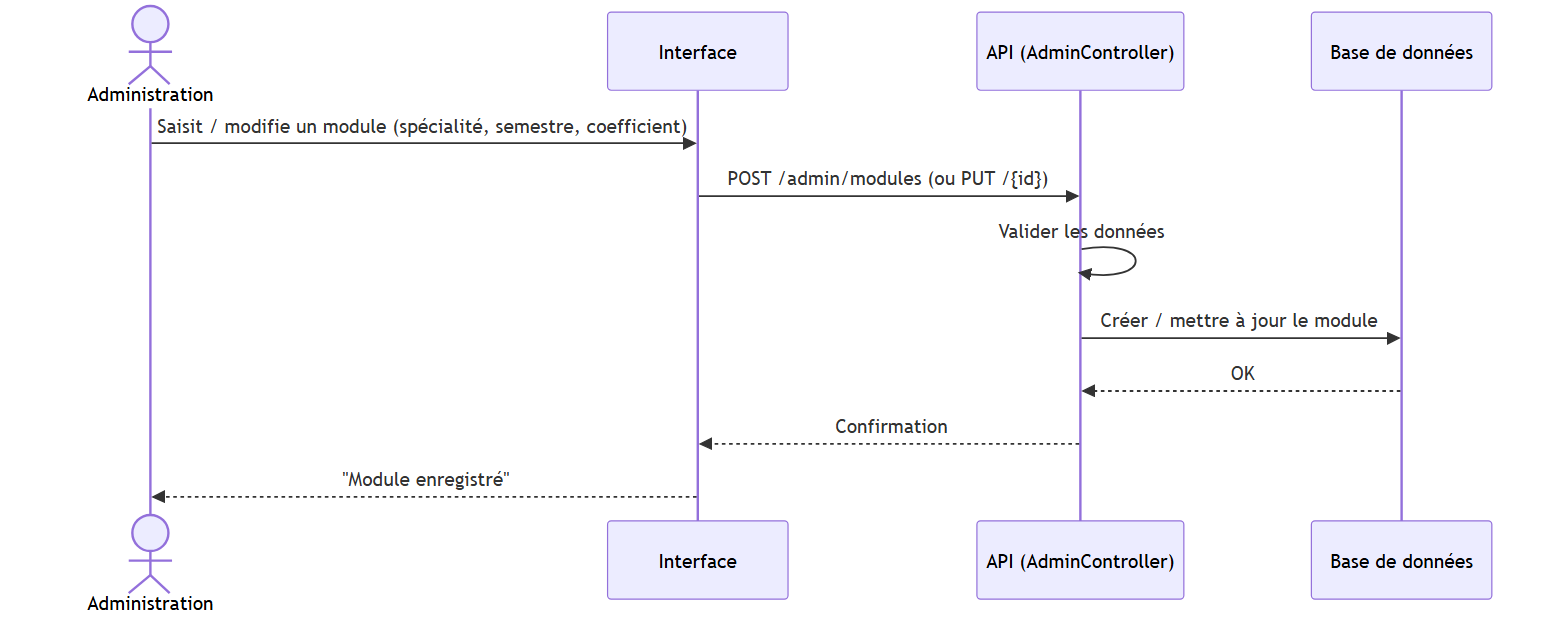 Administration
Interface
API (AdminController)
Base de données
Saisit / modifie un module (spécialité, semestre, coefficient)
POST /admin/modules (ou PUT /{id})
Valider les données
Créer / mettre à jour le module
OK
Confirmation
"Module enregistré"
Administration
Interface
API (AdminController)
Base de données